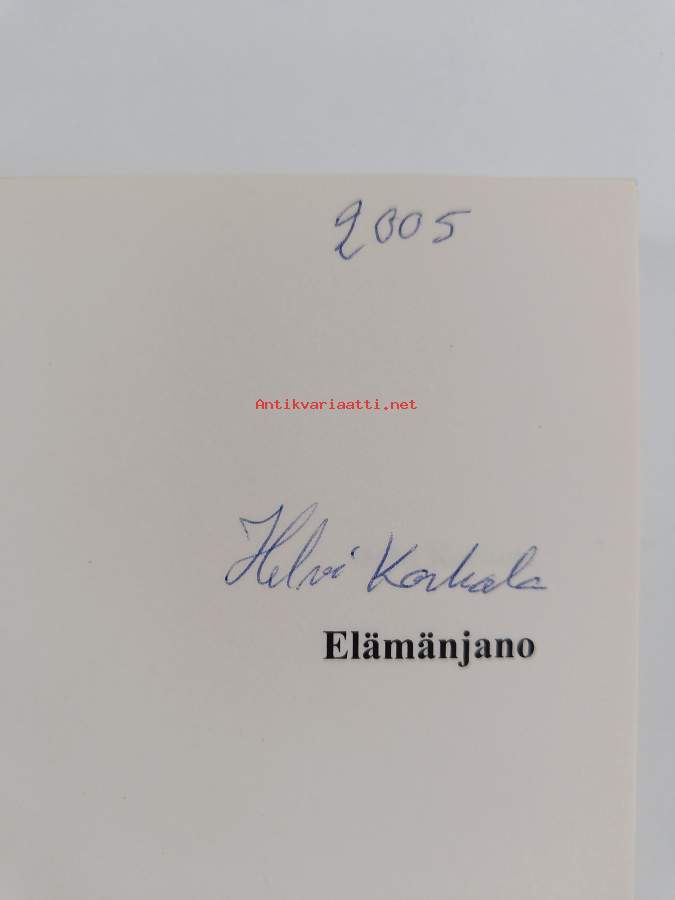 2005
Antikvariaatti.net
Helvi Korkala
Elämänjano